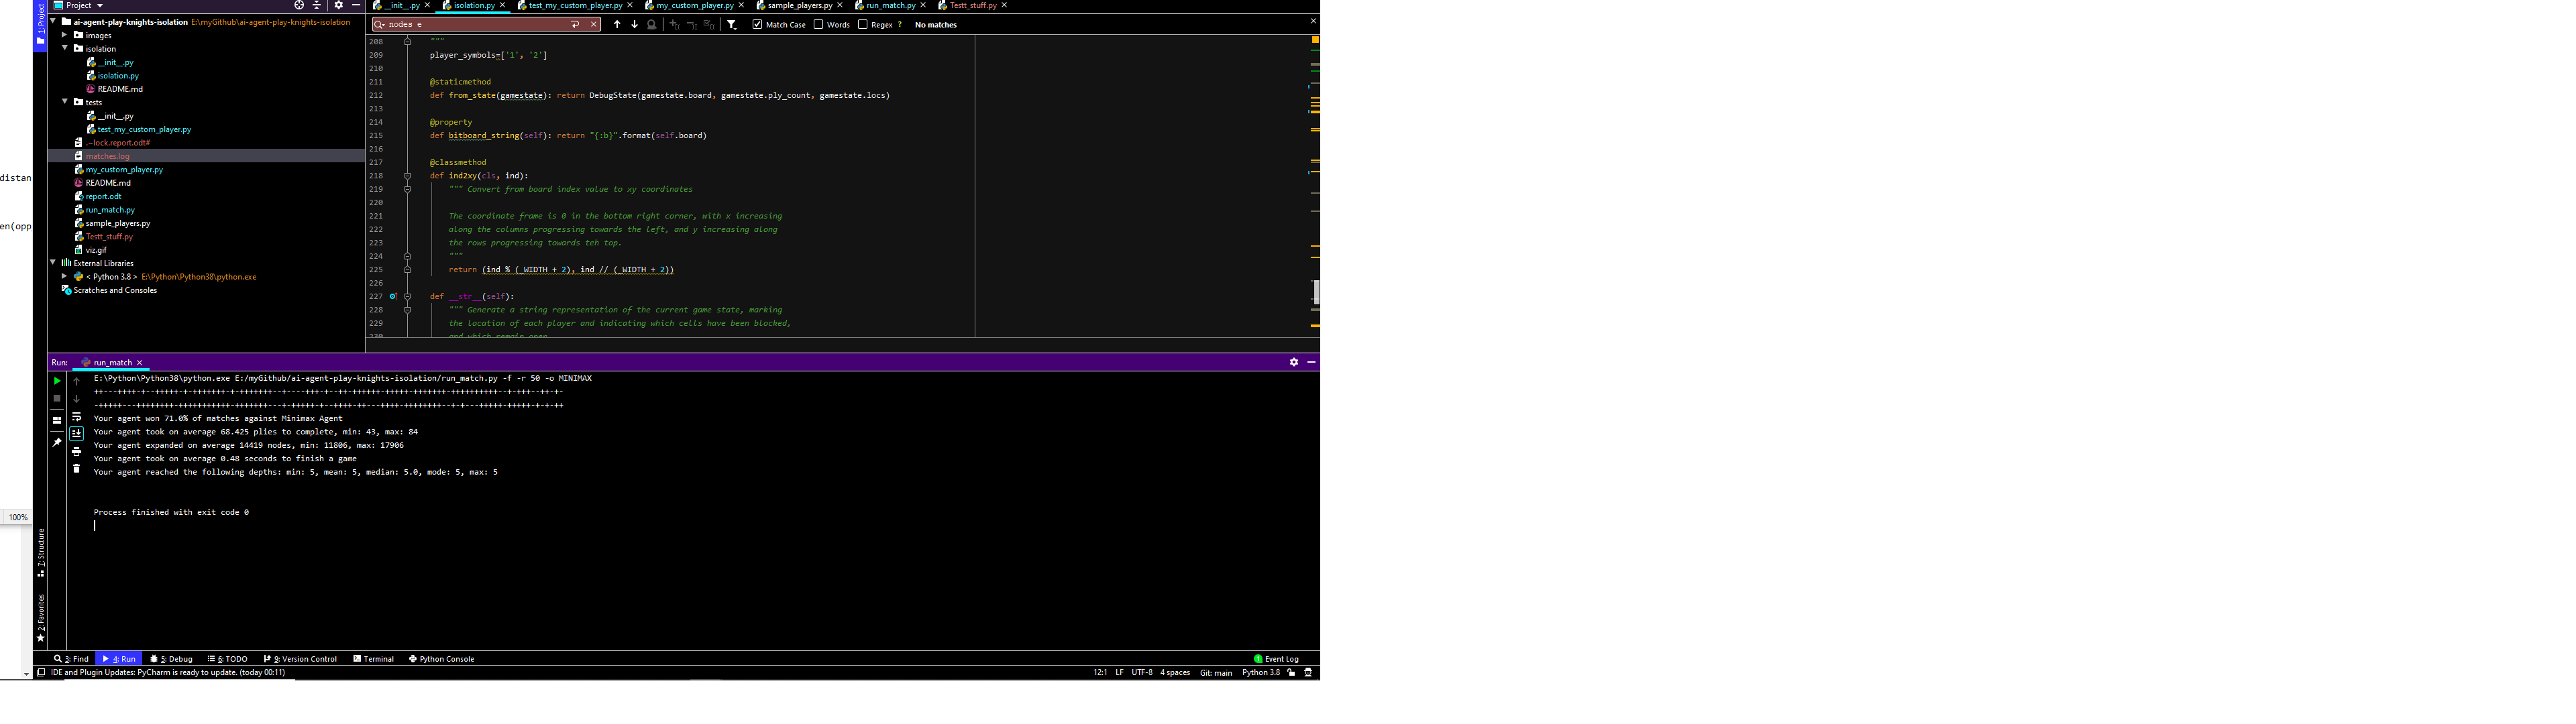 distan
en(opp
100%
1: Project
7: Structure
2: Favorites
Project
ai-agent-play-knights-isolation E:\myGithub\ai-agent-play-knights-isolation
images
isolation
__init__.py
isolation.py
README.md
tests
__init__.py
test_my_custom_player.py
.~lock.report.odt#
matches.log
my_custom_player.py
README.md
report.odt
run_match.py
sample_players.py
Testt_stuff.py
viz.gif
External Libraries
< Python 3.8 > E:\Python\Python38\python.exe
Scratches and Consoles
__init__.py isolation.py test_my_custom_player.py my_custom_player.py sample_players.py run_match.py Testt_stuff.py
nodes e Match Case Words Regex ? No matches
208 """
209 player_symbols=['1', '2']
210
211 @staticmethod
212 def from_state(gamestate): return DebugState(gamestate.board, gamestate.ply_count, gamestate.locs)
213
214 @property
215 def bitboard_string(self): return "{:b}".format(self.board)
216
217 @classmethod
218 def ind2xy(cls, ind):
219 """ Convert from board index value to xy coordinates
220
221 The coordinate frame is 0 in the bottom right corner, with x increasing
222 along the columns progressing towards the left, and y increasing along
223 the rows progressing towards teh top.
224 """
225 return (ind % (_WIDTH + 2), ind // (_WIDTH + 2))
226
227 def __str__(self):
228 """ Generate a string representation of the current game state, marking
229 the location of each player and indicating which cells have been blocked,
230 and which remain open.
Run: run_match
E:\Python\Python38\python.exe E:/myGithub/ai-agent-play-knights-isolation/run_match.py -f -r 50 -o MINIMAX
Your agent won 71.0% of matches against Minimax Agent
Your agent took on average 68.425 plies to complete, min: 43, max: 84
Your agent expanded on average 14419 nodes, min: 11806, max: 17906
Your agent took on average 0.48 seconds to finish a game
Your agent reached the following depths: min: 5, mean: 5, median: 5.0, mode: 5, max: 5
Process finished with exit code 0
3: Find 4: Run 5: Debug 6: TODO 9: Version Control Terminal Python Console 1 Event Log
IDE and Plugin Updates: PyCharm is ready to update. (today 00:11) 12:1 LF UTF-8 4 spaces Git: main Python 3.8